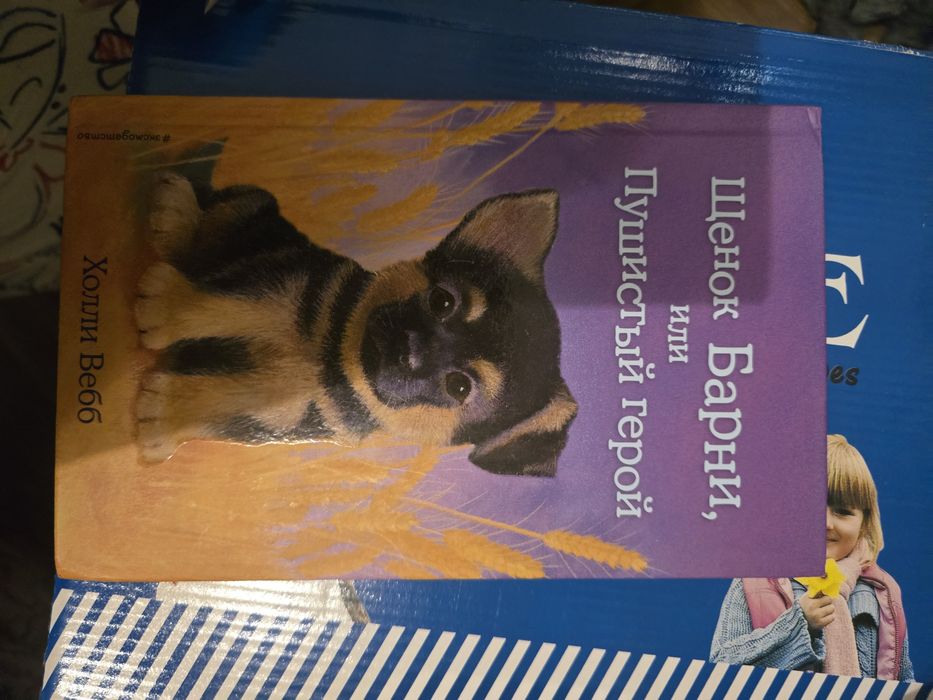 Щенок Барни,
или
Пушистый герой
Холли Вебб
#эксмодетство